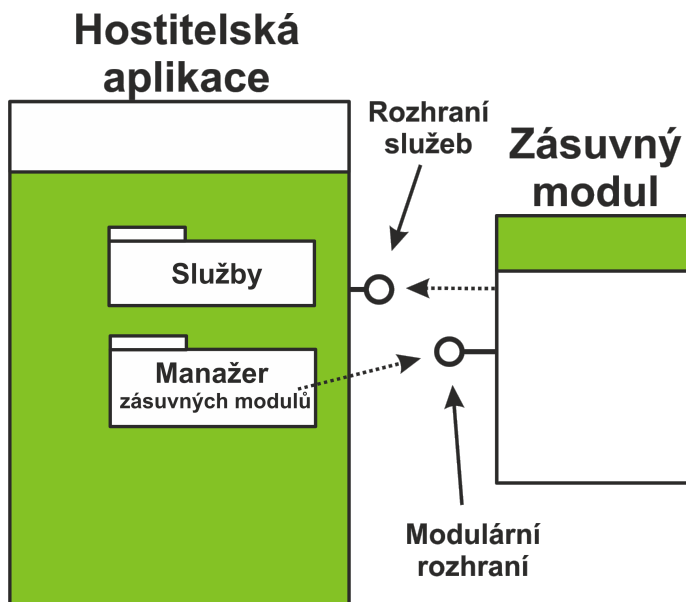 Hostitelská
aplikace
Rozhraní
služeb
Zásuvný
modul
Služby
Manažer
zásuvných modulů
Modulární
rozhraní